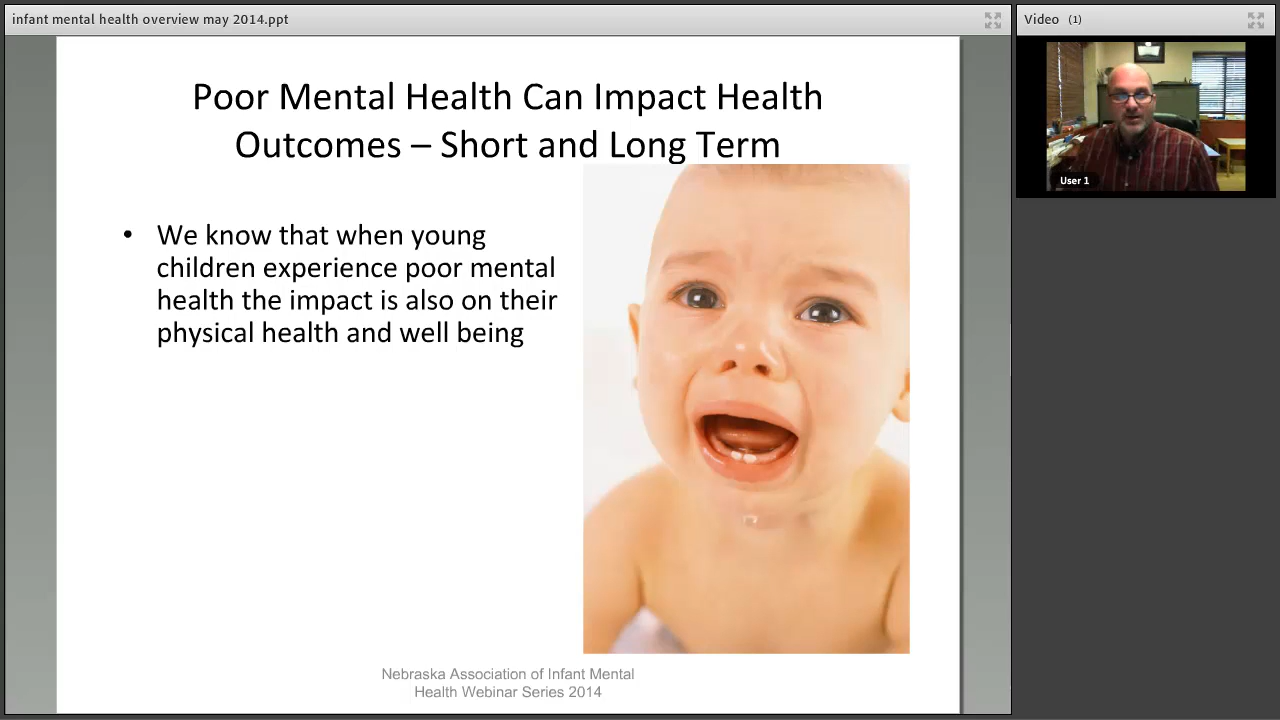 infant mental health overview may 2014.ppt
Video (1)
User 1
Poor Mental Health Can Impact Health
Outcomes – Short and Long Term
• We know that when young
children experience poor mental
health the impact is also on their
physical health and well being
Nebraska Association of Infant Mental
Health Webinar Series 2014